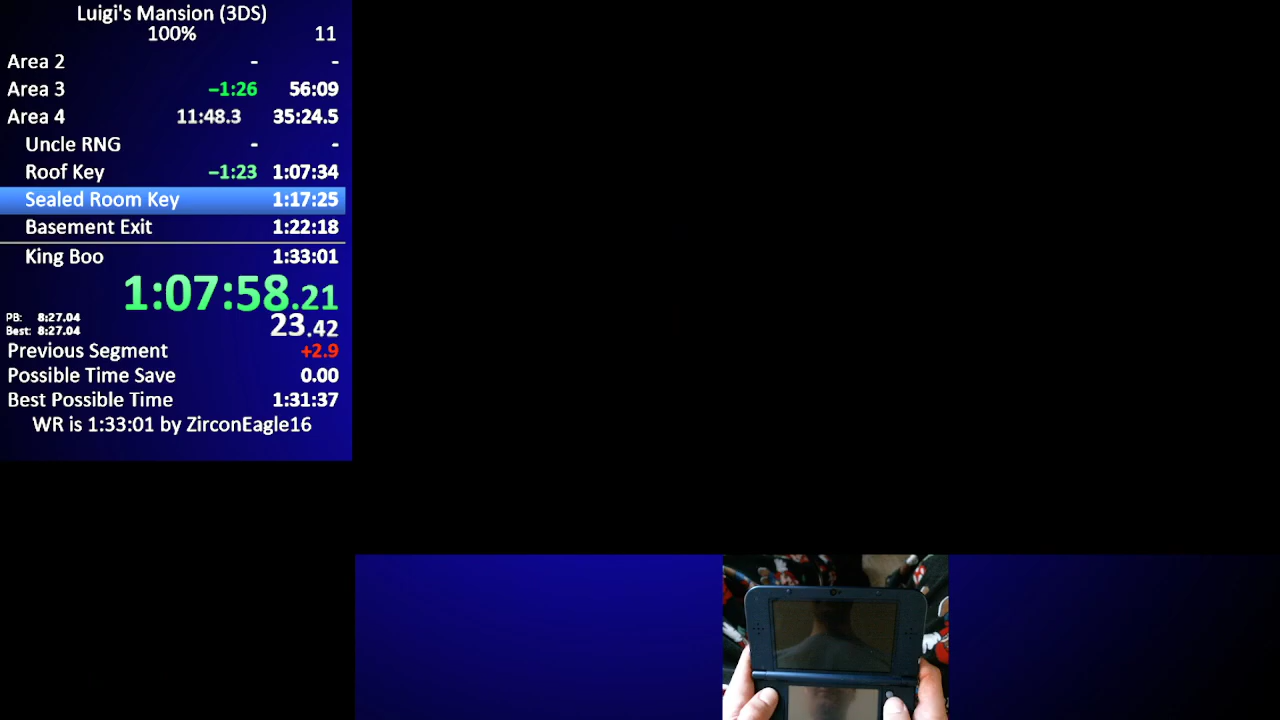 Luigi's Mansion (3DS)
100% 11
Area 2 - -
Area 3 −1:26 56:09
Area 4 11:48.3 35:24.5
Uncle RNG - -
Roof Key −1:23 1:07:34
Sealed Room Key 1:17:25
Basement Exit 1:22:18
King Boo 1:33:01
1:07:58.21
PB: 8:27.04
Best: 8:27.04
23.42
Previous Segment +2.9
Possible Time Save 0.00
Best Possible Time 1:31:37
WR is 1:33:01 by ZirconEagle16